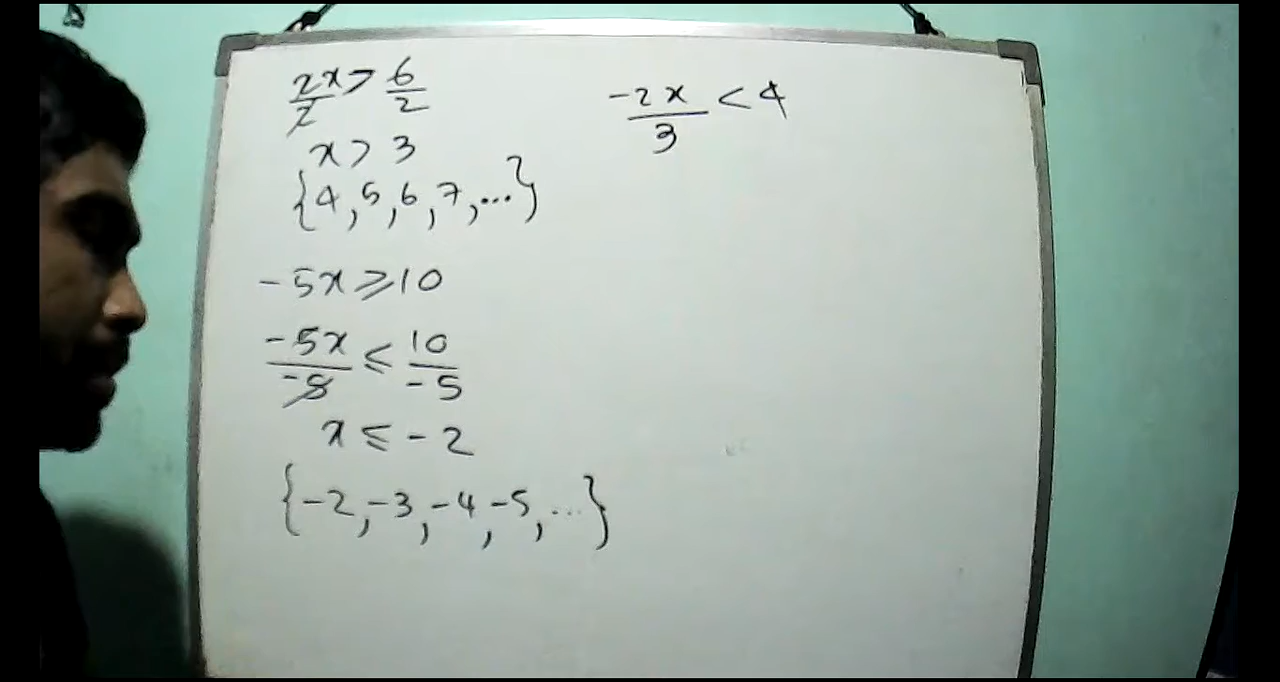 2x/2 > 6/2
x > 3
{4, 5, 6, 7, ...}
-5x ⩾ 10
-5x/-5 ⩽ 10/-5
x ⩽ -2
{-2, -3, -4, -5, ...}
-2x/3 < 4